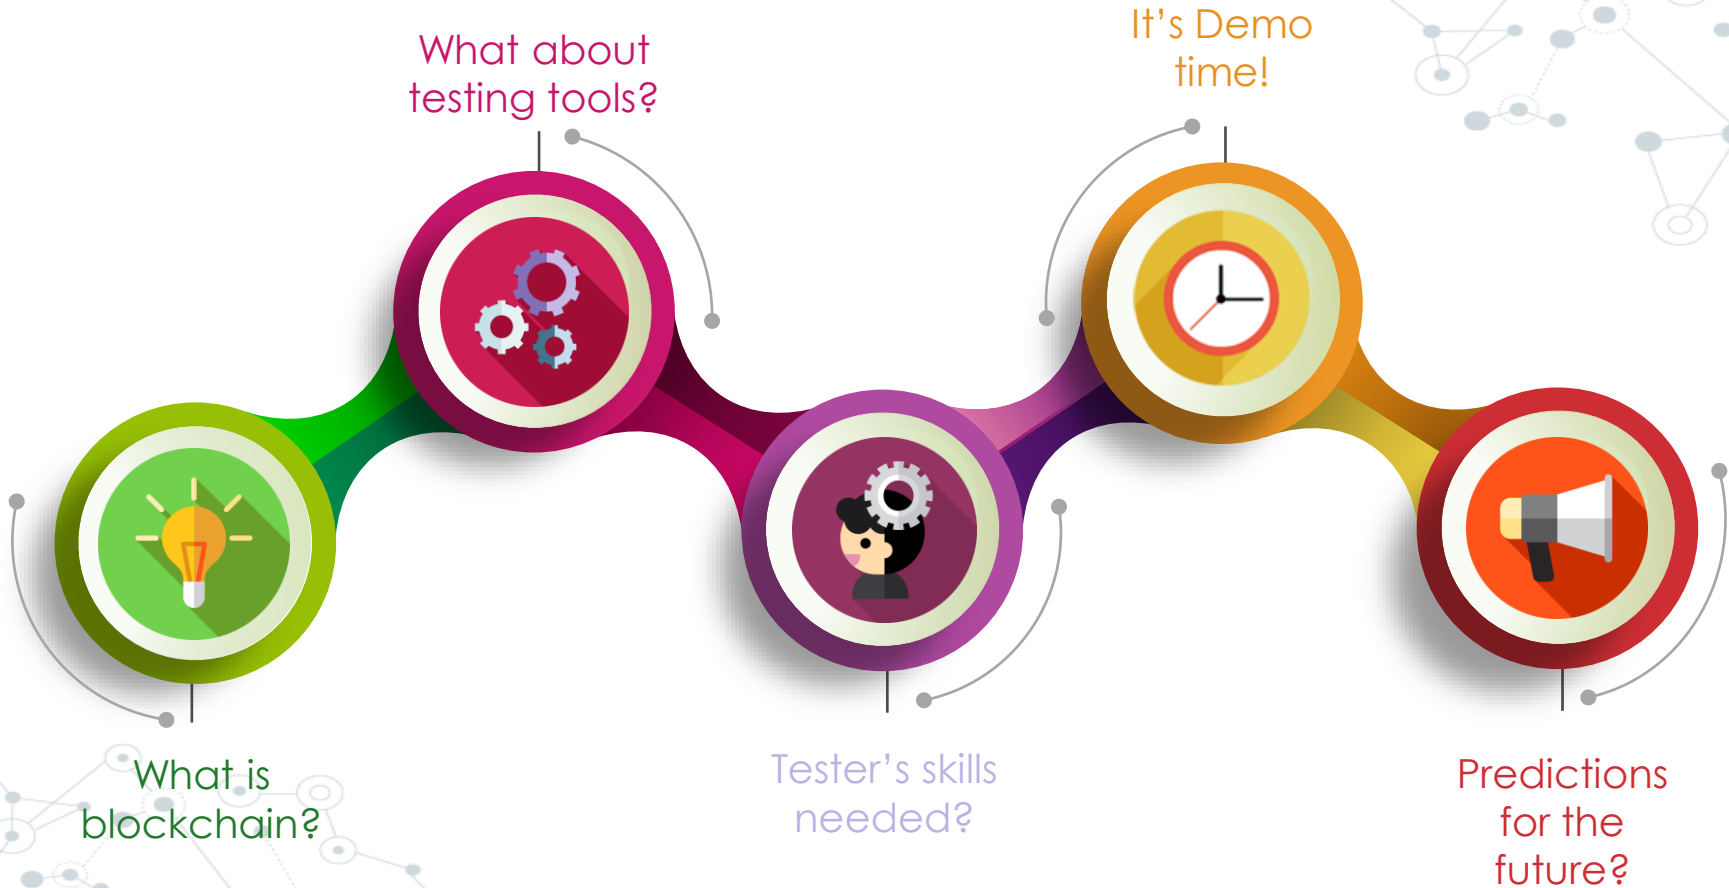 What is
blockchain?
What about
testing tools?
Tester’s skills
needed?
It’s Demo
time!
Predictions
for the
future?